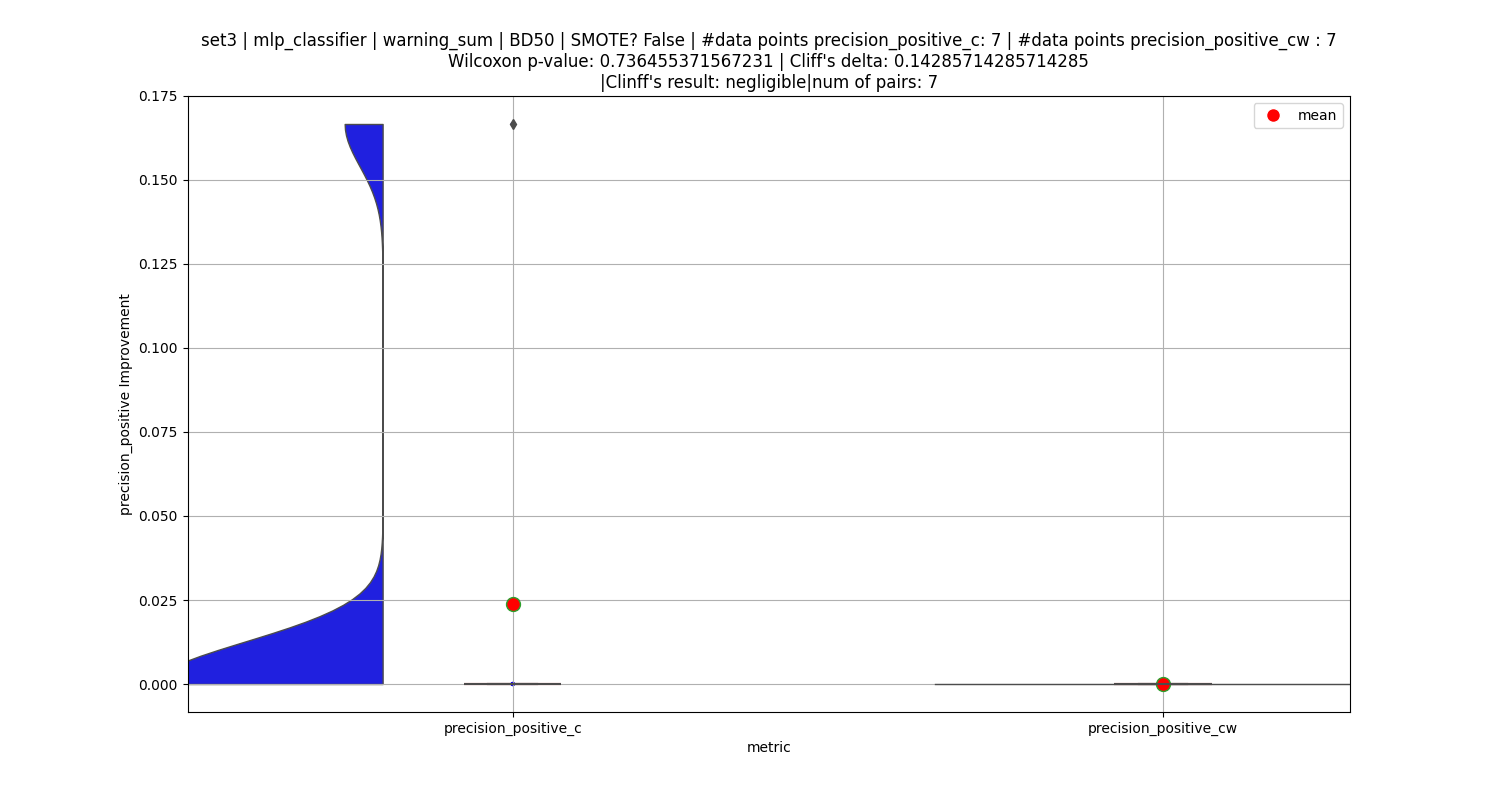 set3 | mlp_classifier | warning_sum | BD50 | SMOTE? False | #data points precision_positive_c: 7 | #data points precision_positive_cw : 7
Wilcoxon p-value: 0.736455371567231 | Cliff's delta: 0.14285714285714285
|Clinff's result: negligible|num of pairs: 7
mean
0.175
0.150
0.125
0.100
0.075
0.050
0.025
0.000
precision_positive Improvement
precision_positive_c
precision_positive_cw
metric